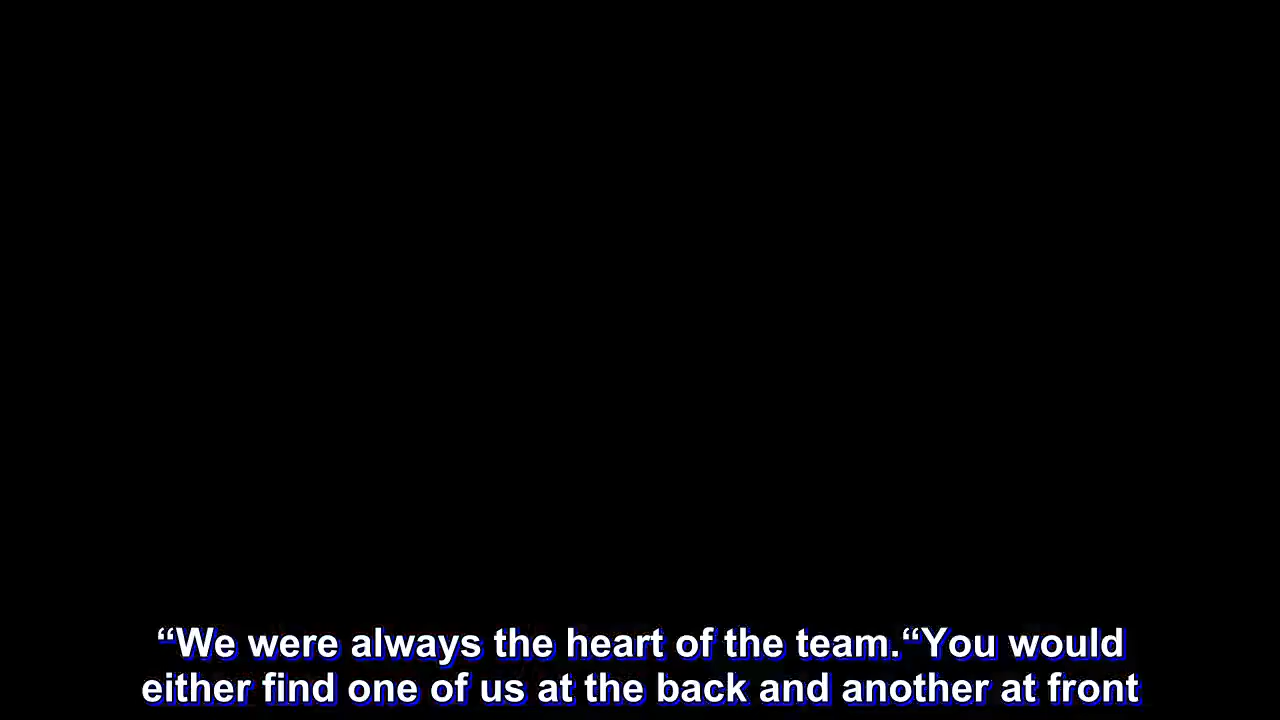 “We were always the heart of the team.“You would
either find one of us at the back and another at front